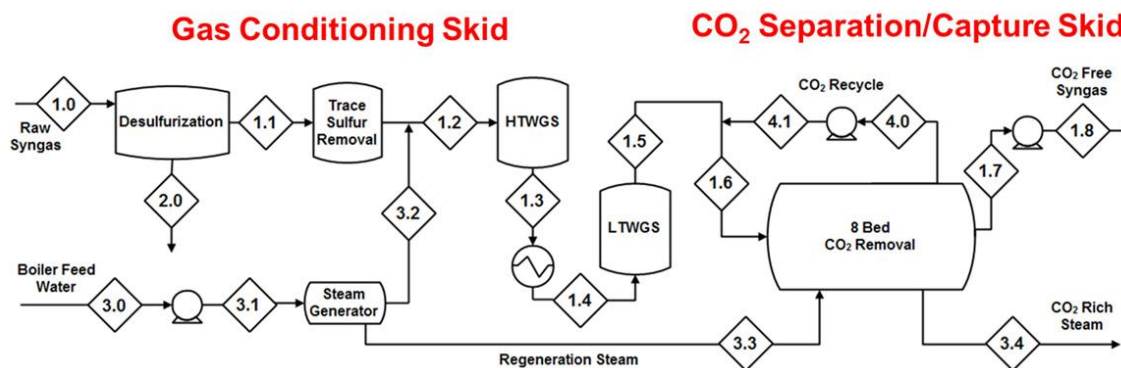 Gas Conditioning Skid
CO₂ Separation/Capture Skid
1.0
Raw
Syngas
Desulfurization
1.1
Trace
Sulfur
Removal
1.2
HTWGS
2.0
3.2
1.3
1.5
LTWGS
1.4
CO₂ Recycle
4.1
4.0
1.6
8 Bed
CO₂ Removal
1.7
CO₂ Free
Syngas
1.8
Boiler Feed
Water
3.0
3.1
Steam
Generator
Regeneration Steam
3.3
3.4
CO₂ Rich
Steam